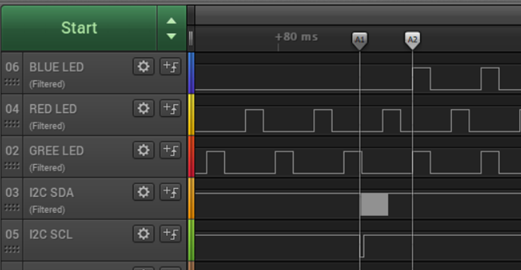 Start
+80 ms
A1
A2
06
BLUE LED
(Filtered)
04
RED LED
(Filtered)
02
GREE LED
(Filtered)
03
I2C SDA
(Filtered)
05
I2C SCL